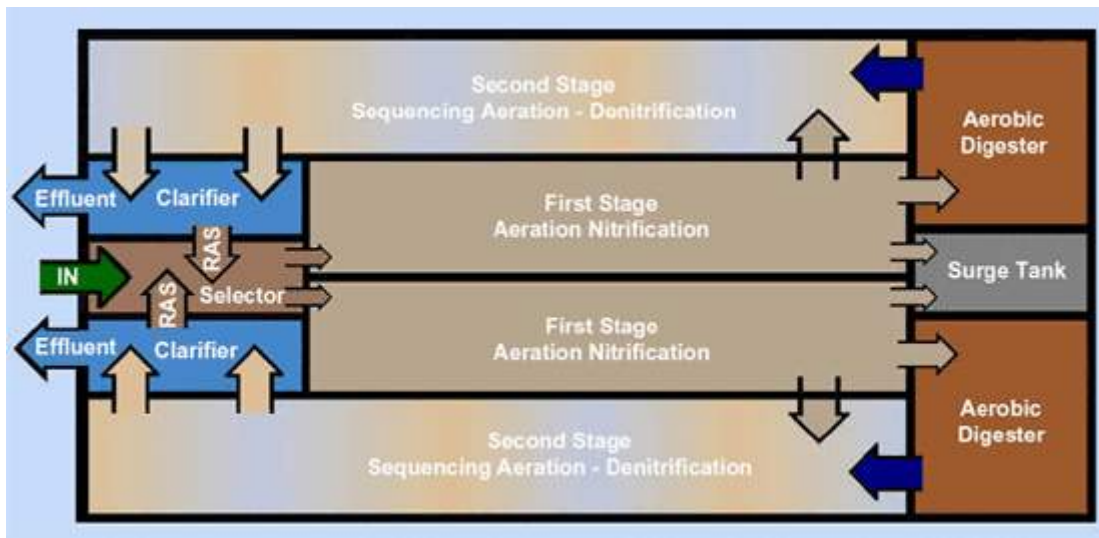 Second Stage
Sequencing Aeration - Denitrification
Aerobic
Digester
Effluent
Clarifier
First Stage
Aeration Nitrification
RAS
IN
Selector
Surge Tank
RAS
Effluent
Clarifier
First Stage
Aeration Nitrification
Second Stage
Sequencing Aeration - Denitrification
Aerobic
Digester